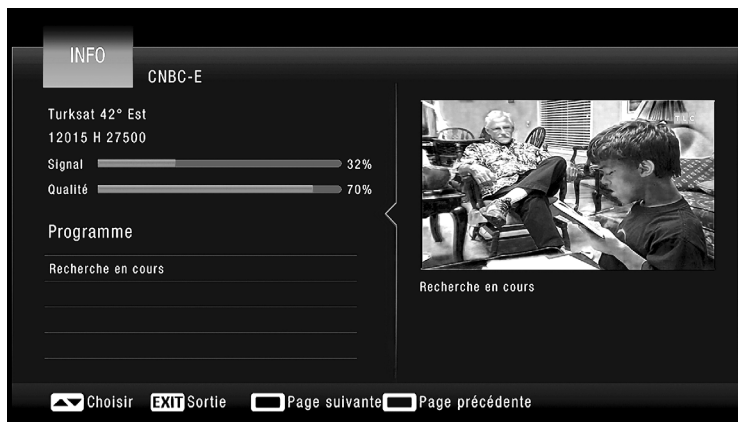 INFO
CNBC-E
Turksat 42° Est
12015 H 27500
Signal 32%
Qualité 70%
Programme
Recherche en cours
TLC
Recherche en cours
Choisir EXIT Sortie Page suivante Page précédente